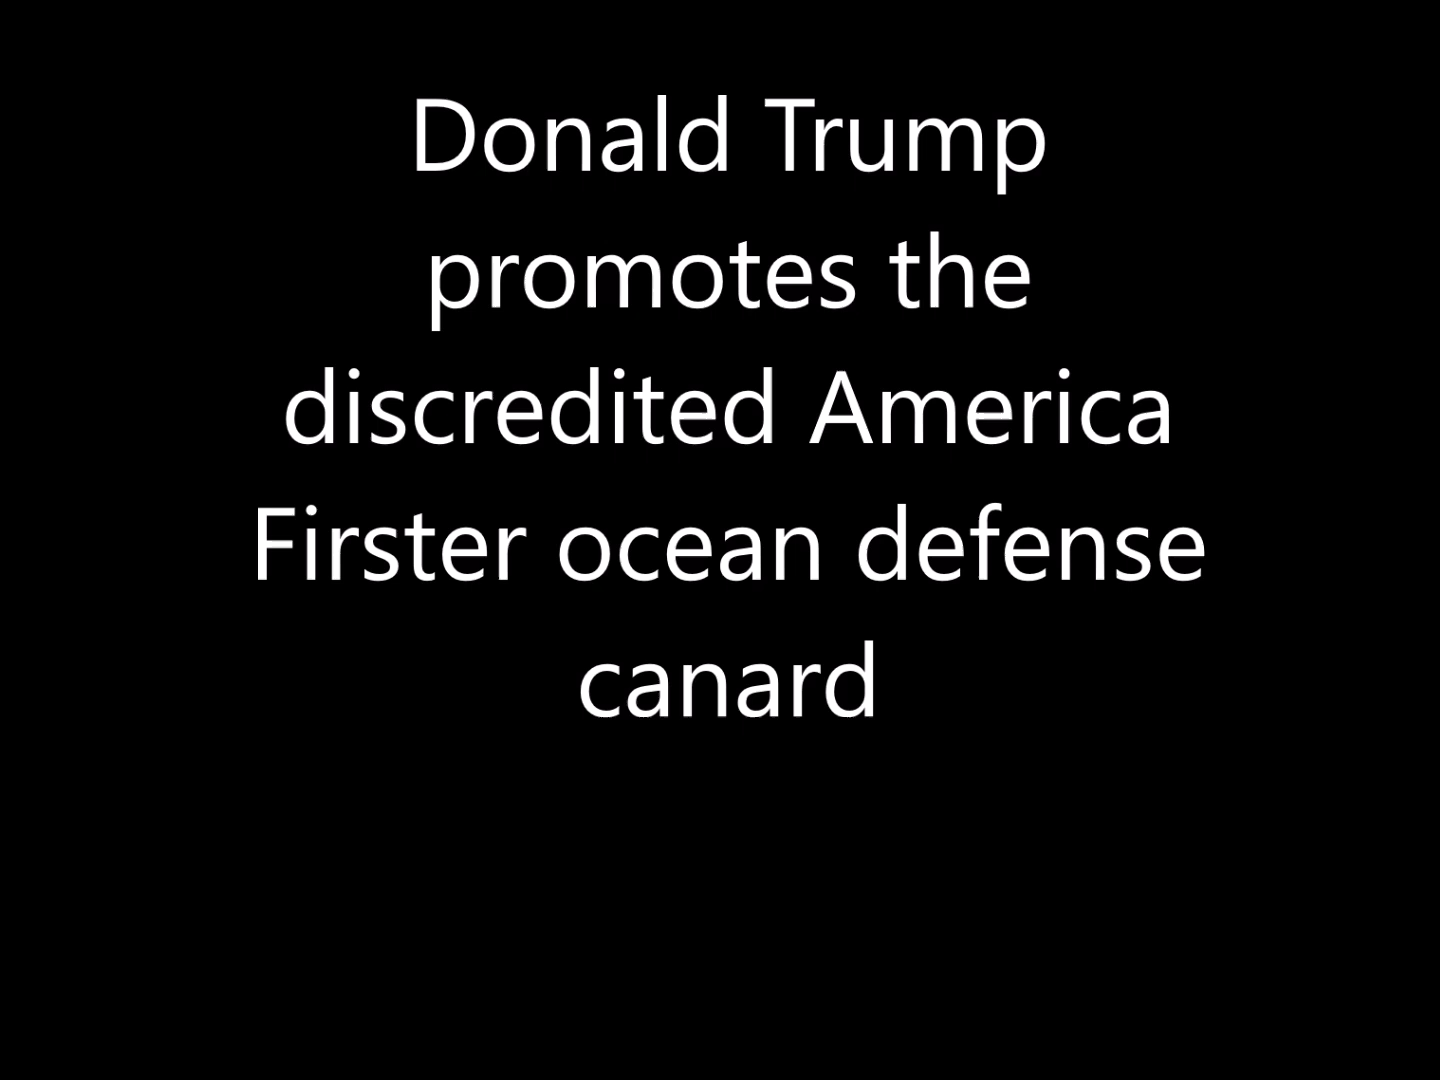 Donald Trump
promotes the
discredited America
Firster ocean defense
canard